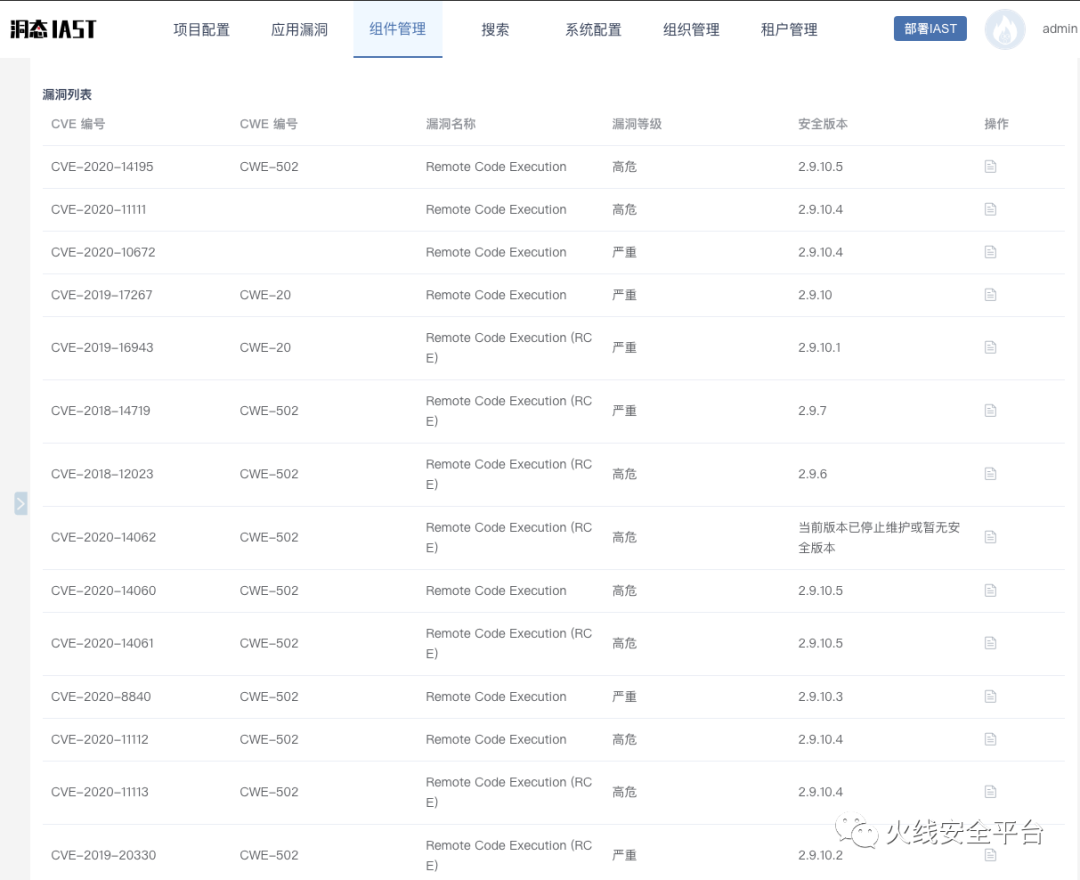 洞态IAST 项目配置 应用漏洞 组件管理 搜索 系统配置 组织管理 租户管理 部署IAST admin
漏洞列表
CVE 编号 CWE 编号 漏洞名称 漏洞等级 安全版本 操作
CVE-2020-14195 CWE-502 Remote Code Execution 高危 2.9.10.5
CVE-2020-11111 Remote Code Execution 高危 2.9.10.4
CVE-2020-10672 Remote Code Execution 严重 2.9.10.4
CVE-2019-17267 CWE-20 Remote Code Execution 严重 2.9.10
CVE-2019-16943 CWE-20 Remote Code Execution (RC
E) 严重 2.9.10.1
CVE-2018-14719 CWE-502 Remote Code Execution (RC
E) 严重 2.9.7
CVE-2018-12023 CWE-502 Remote Code Execution (RC
E) 高危 2.9.6
CVE-2020-14062 CWE-502 Remote Code Execution (RC
E) 高危 当前版本已停止维护或暂无安
全版本
CVE-2020-14060 CWE-502 Remote Code Execution 高危 2.9.10.5
CVE-2020-14061 CWE-502 Remote Code Execution (RC
E) 高危 2.9.10.5
CVE-2020-8840 CWE-502 Remote Code Execution 严重 2.9.10.3
CVE-2020-11112 CWE-502 Remote Code Execution 高危 2.9.10.4
CVE-2020-11113 CWE-502 Remote Code Execution (RC
E) 高危 2.9.10.4
火线安全平台
CVE-2019-20330 CWE-502 Remote Code Execution (RC
E) 严重 2.9.10.2